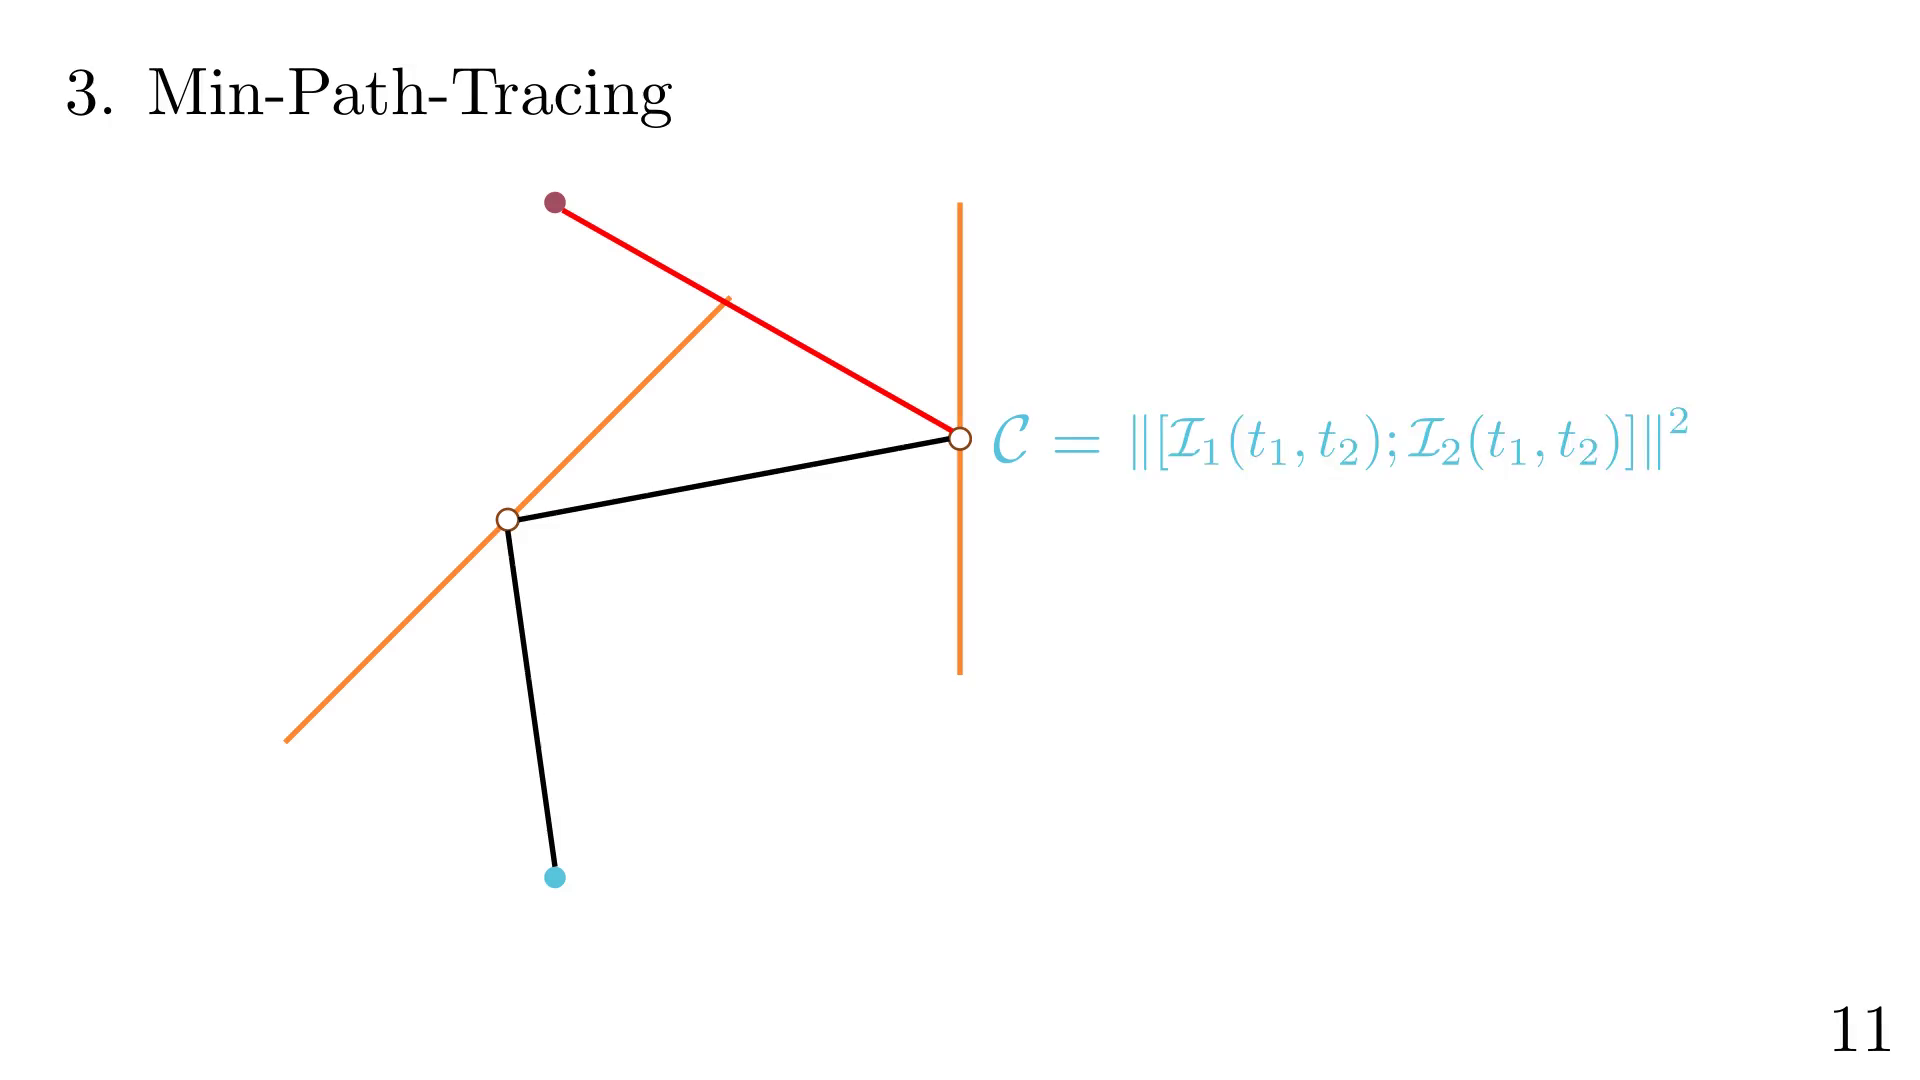 3. Min-Path-Tracing
𝒞 = ‖[ℐ₁(t₁, t₂); ℐ₂(t₁, t₂)]‖²
11